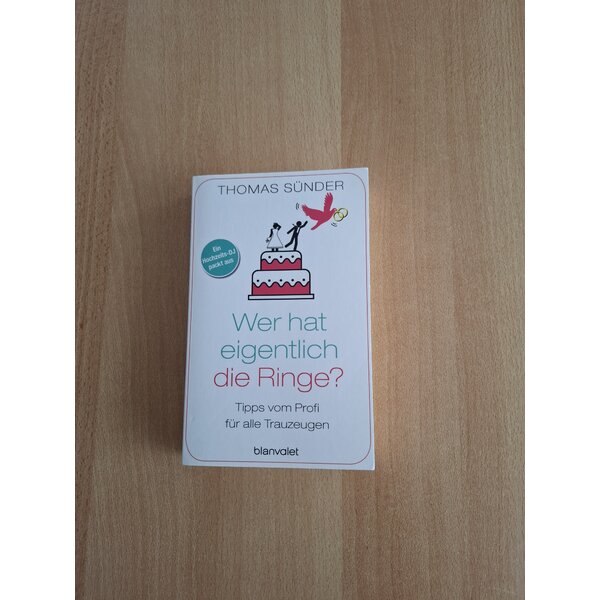 THOMAS SÜNDER
Ein
Hochzeits-DJ
packt aus
Wer hat
eigentlich
die Ringe?
Tipps vom Profi
für alle Trauzeugen
blanvalet